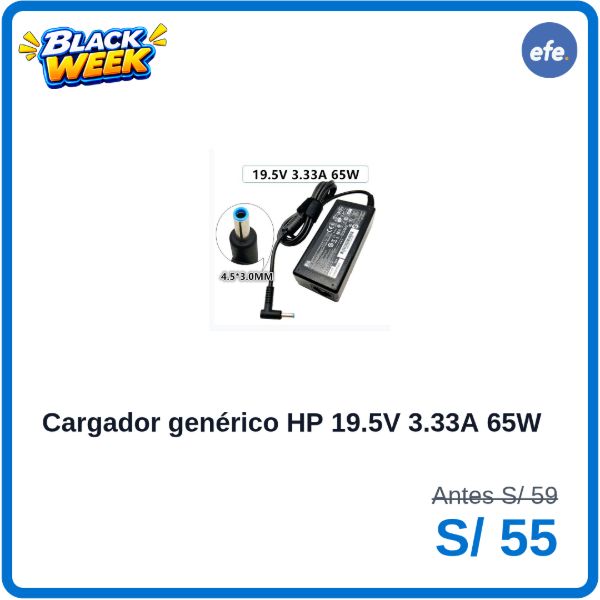 BLACK
WEEK
efe.
19.5V 3.33A 65W
4.5*3.0MM
Cargador genérico HP 19.5V 3.33A 65W
Antes S/ 59
S/ 55